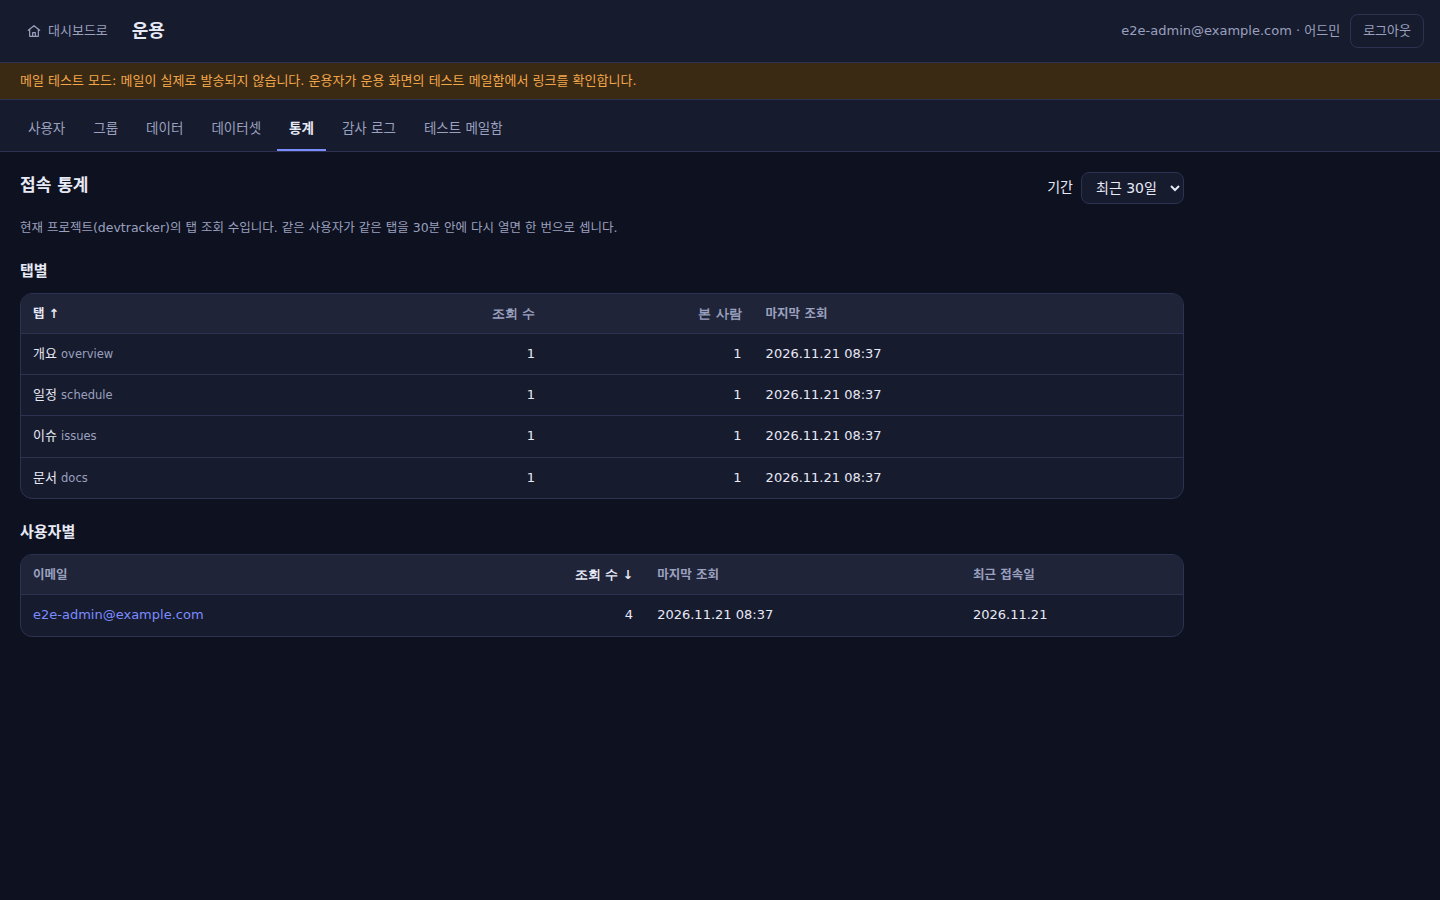 대시보드로 운용 e2e-admin@example.com · 어드민 로그아웃
메일 테스트 모드: 메일이 실제로 발송되지 않습니다. 운용자가 운용 화면의 테스트 메일함에서 링크를 확인합니다.
사용자 그룹 데이터 데이터셋 통계 감사 로그 테스트 메일함
접속 통계 기간 최근 30일
현재 프로젝트(devtracker)의 탭 조회 수입니다. 같은 사용자가 같은 탭을 30분 안에 다시 열면 한 번으로 셉니다.
탭별
탭 ↑ 조회 수 본 사람 마지막 조회
개요 overview 1 1 2026.11.21 08:37
일정 schedule 1 1 2026.11.21 08:37
이슈 issues 1 1 2026.11.21 08:37
문서 docs 1 1 2026.11.21 08:37
사용자별
이메일 조회 수 ↓ 마지막 조회 최근 접속일
e2e-admin@example.com 4 2026.11.21 08:37 2026.11.21